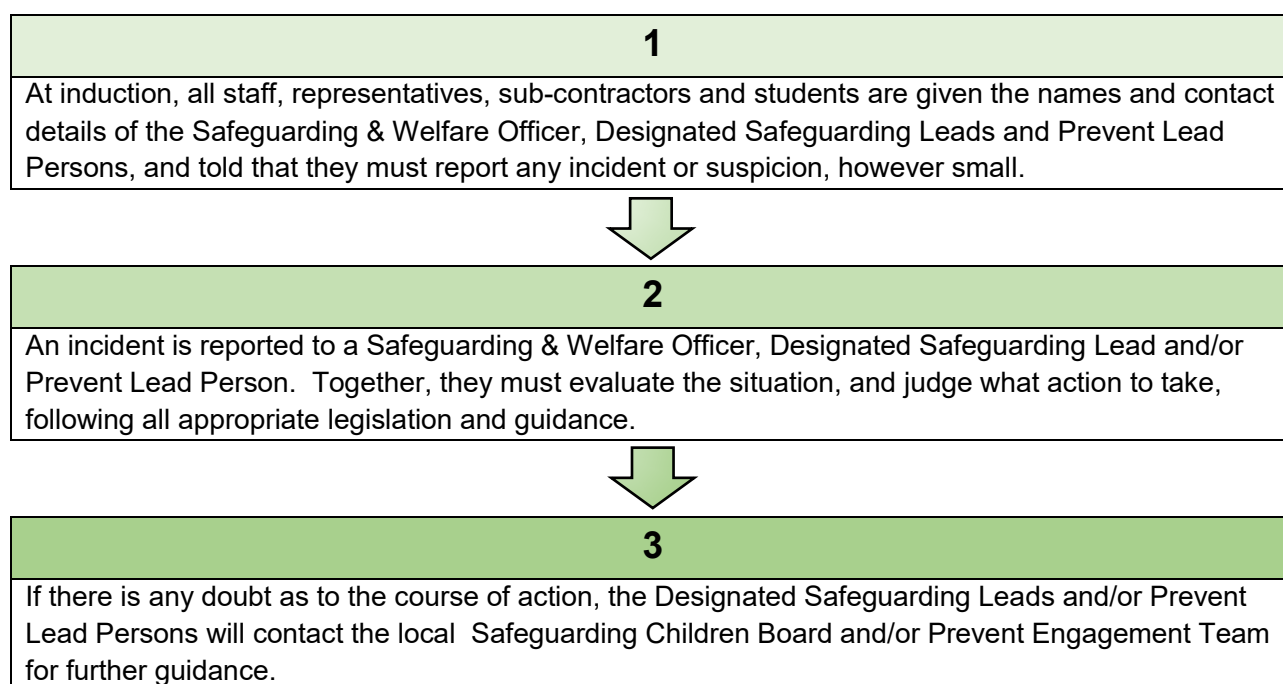 1
At induction, all staff, representatives, sub-contractors and students are given the names and contact
details of the Safeguarding & Welfare Officer, Designated Safeguarding Leads and Prevent Lead
Persons, and told that they must report any incident or suspicion, however small.
2
An incident is reported to a Safeguarding & Welfare Officer, Designated Safeguarding Lead and/or
Prevent Lead Person.  Together, they must evaluate the situation, and judge what action to take,
following all appropriate legislation and guidance.
3
If there is any doubt as to the course of action, the Designated Safeguarding Leads and/or Prevent
Lead Persons will contact the local  Safeguarding Children Board and/or Prevent Engagement Team
for further guidance.